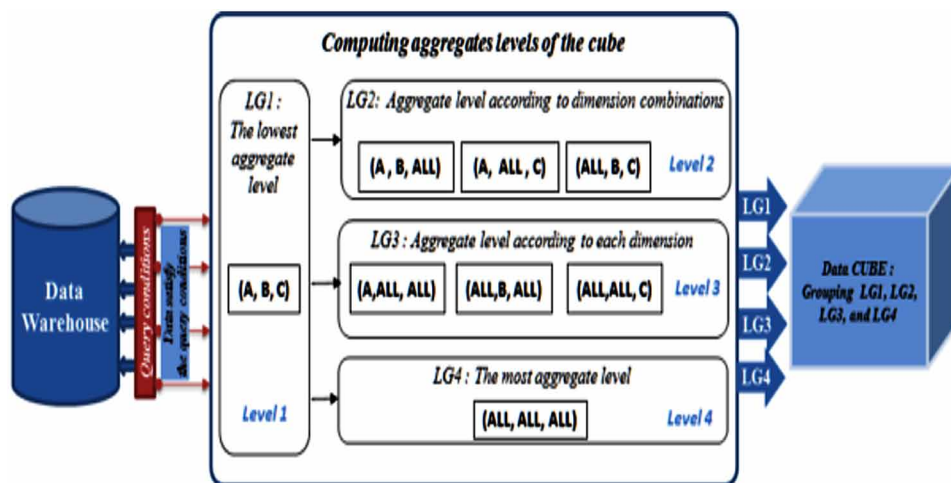 Computing aggregates levels of the cube
Data
Warehouse
Query conditions
Data satisfy
the query conditions
LG1 :
The lowest
aggregate
level
(A, B, C)
Level 1
LG2: Aggregate level according to dimension combinations
(A , B, ALL)
(A, ALL , C)
(ALL, B, C)
Level 2
LG3 : Aggregate level according to each dimension
(A,ALL, ALL)
(ALL,B, ALL)
(ALL,ALL, C)
Level 3
LG4 : The most aggregate level
(ALL, ALL, ALL)
Level 4
LG1
LG2
LG3
LG4
Data CUBE :
Grouping LG1, LG2,
LG3, and LG4